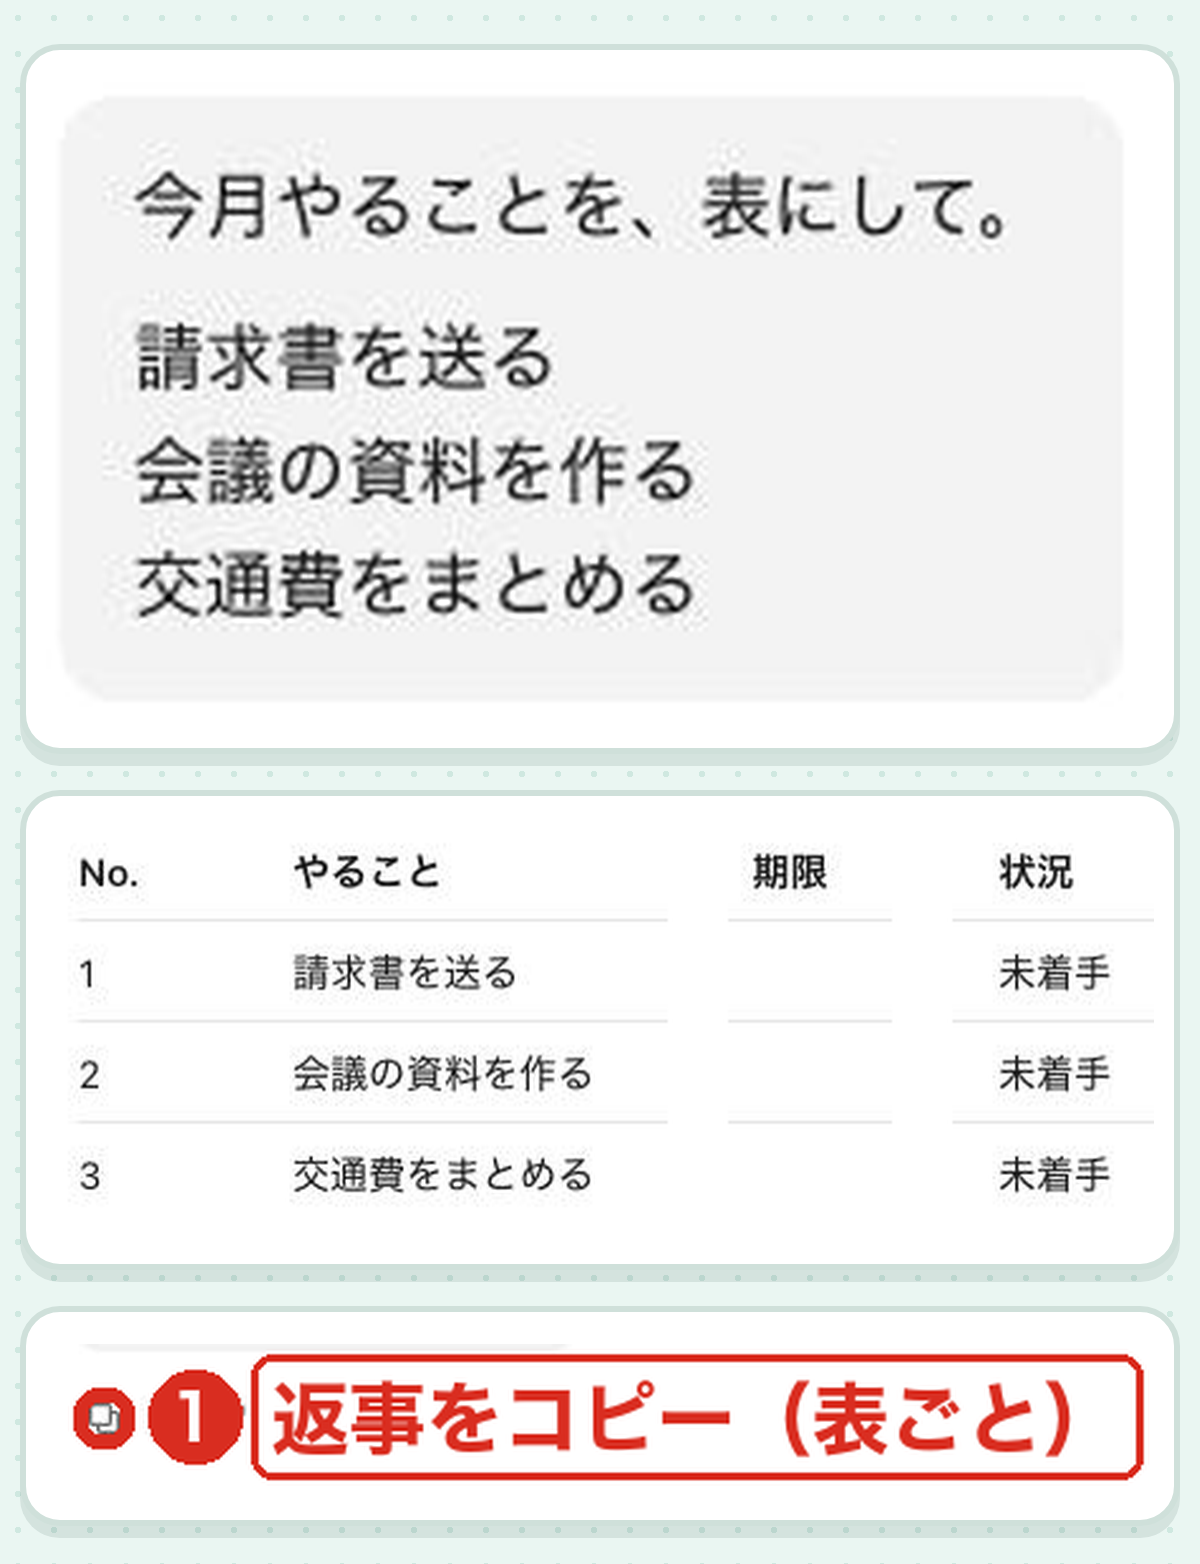 今月やることを、表にして。
請求書を送る
会議の資料を作る
交通費をまとめる
No. やること 期限 状況
1 請求書を送る 未着手
2 会議の資料を作る 未着手
3 交通費をまとめる 未着手
1 返事をコピー（表ごと）